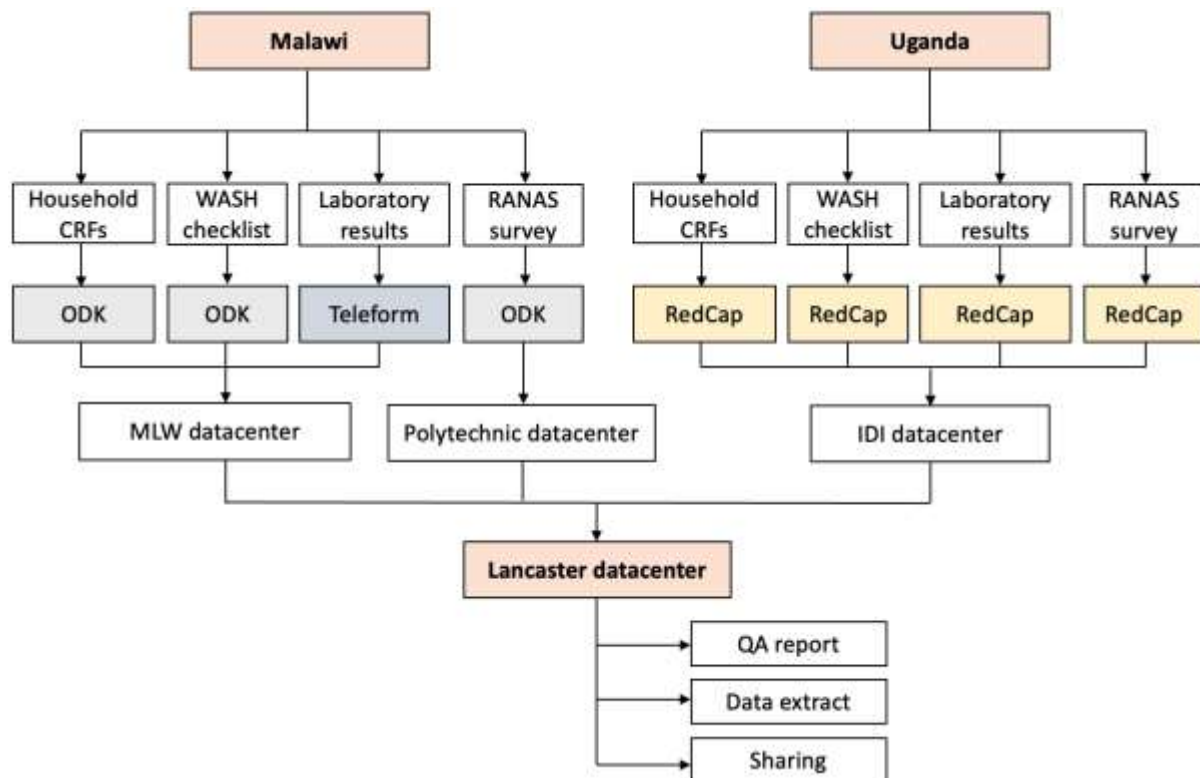 Malawi
Uganda
Household
CRFs
WASH
checklist
Laboratory
results
RANAS
survey
Household
CRFs
WASH
checklist
Laboratory
results
RANAS
survey
ODK
ODK
Teleform
ODK
RedCap
RedCap
RedCap
RedCap
MLW datacenter
Polytechnic datacenter
IDI datacenter
Lancaster datacenter
QA report
Data extract
Sharing